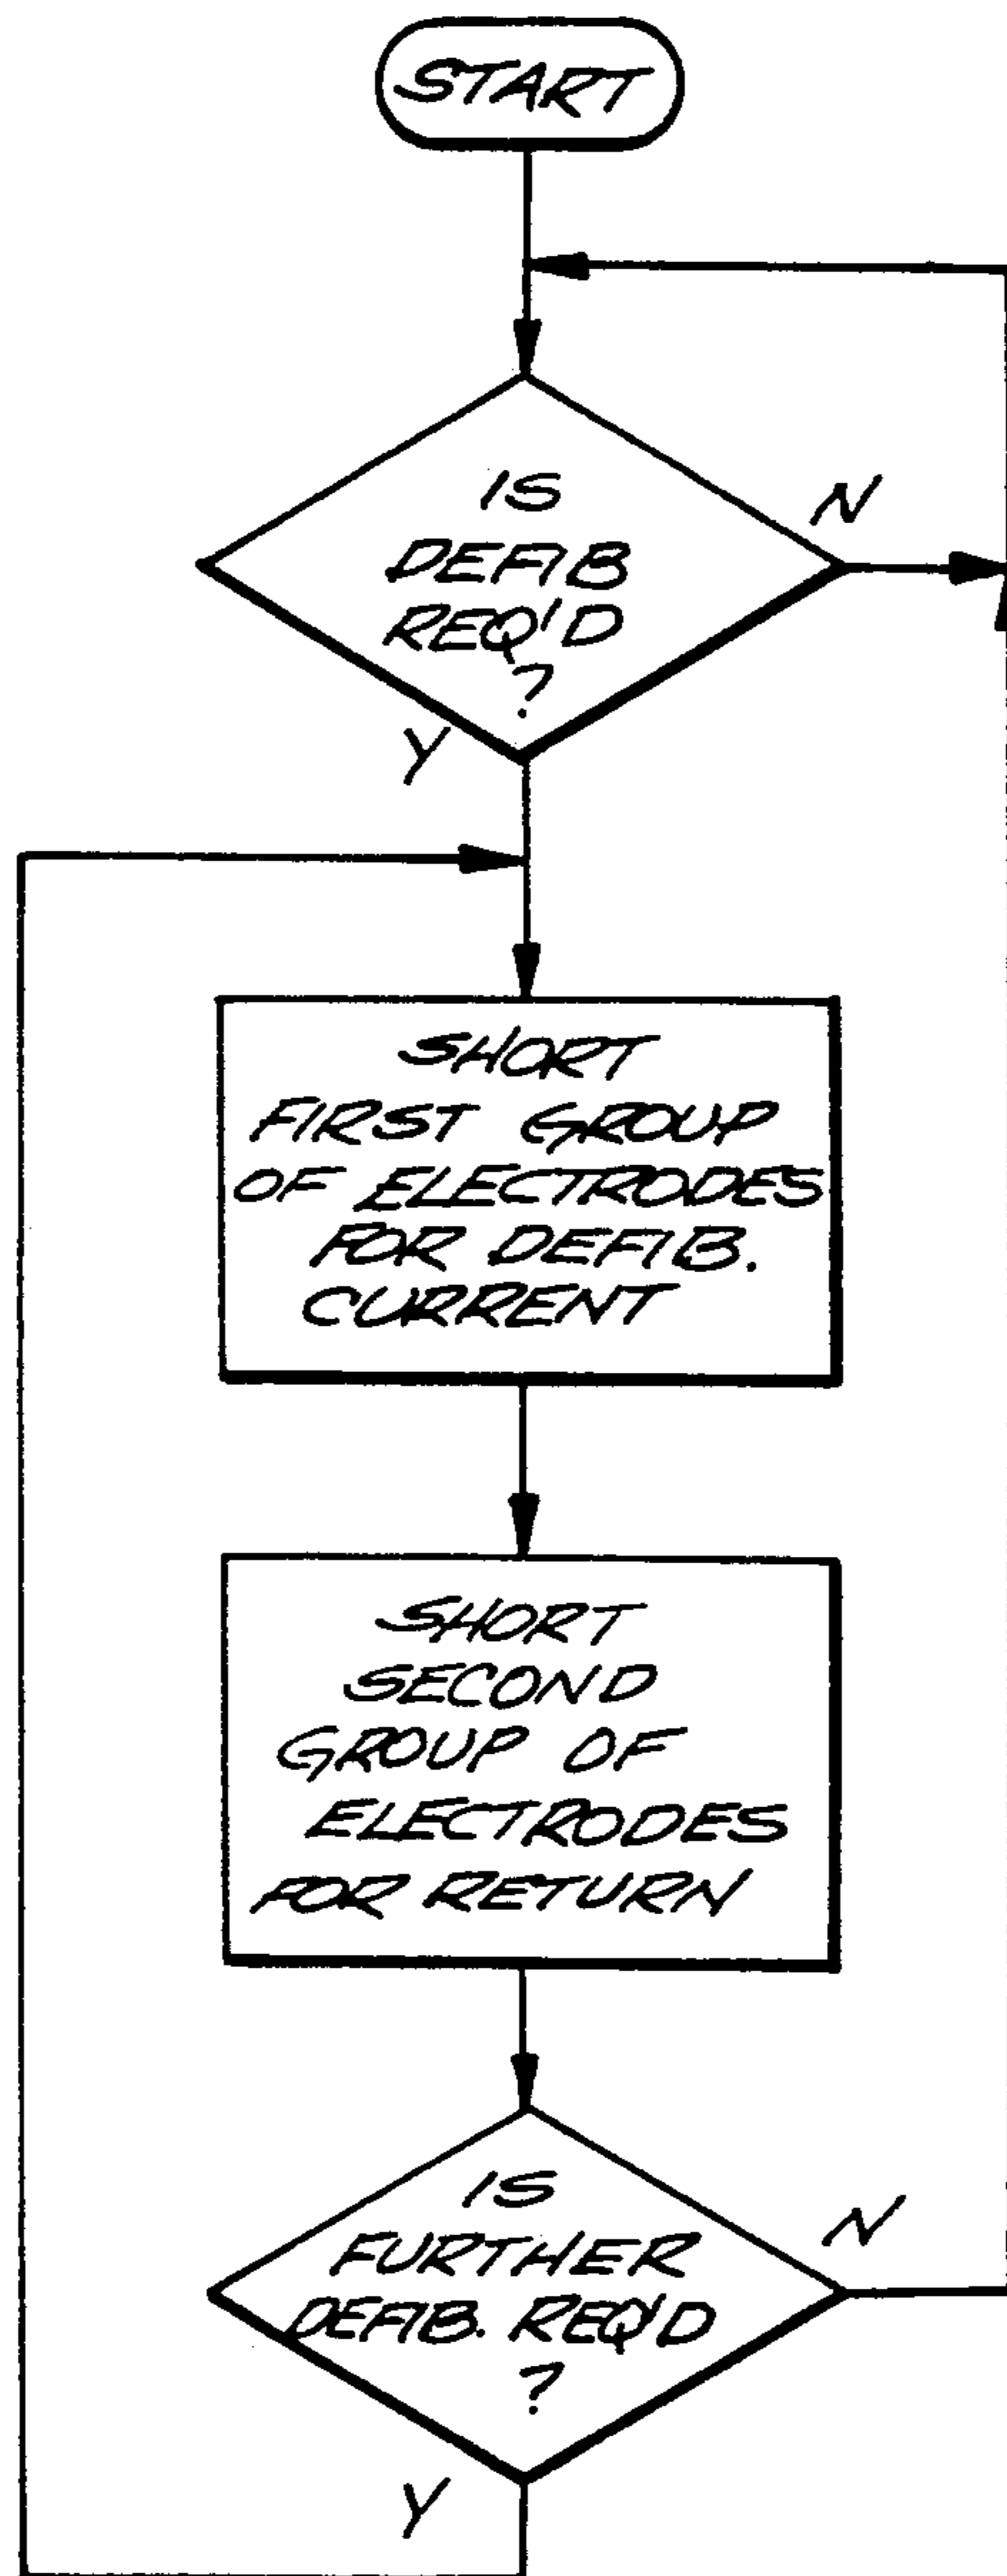 START
IS
DEFIB
REQ'D
?
N
Y
SHORT
FIRST GROUP
OF ELECTRODES
FOR DEFIB.
CURRENT
SHORT
SECOND
GROUP OF
ELECTRODES
FOR RETURN
IS
FURTHER
DEFIB. REQ'D
?
N
Y